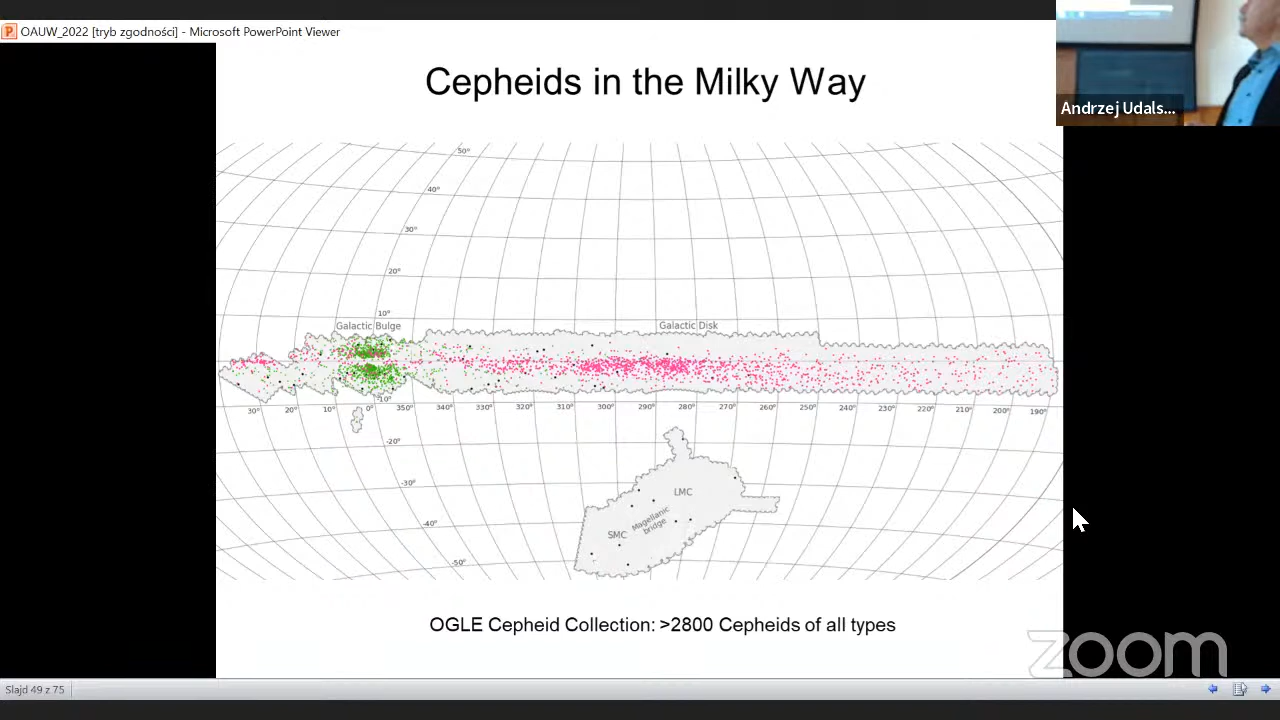 OAUW_2022 [tryb zgodności] - Microsoft PowerPoint Viewer
Andrzej Udals...
Cepheids in the Milky Way
50°
40°
30°
20°
10°
Galactic Bulge
Galactic Disk
30° 20° 10° 0° 350° 340° 330° 320° 310° 300° 290° 280° 270° 260° 250° 240° 230° 220° 210° 200° 190°
-10°
-20°
-30°
-40°
-50°
LMC
Magellanic
bridge
SMC
OGLE Cepheid Collection: >2800 Cepheids of all types
zoom
Slajd 49 z 75